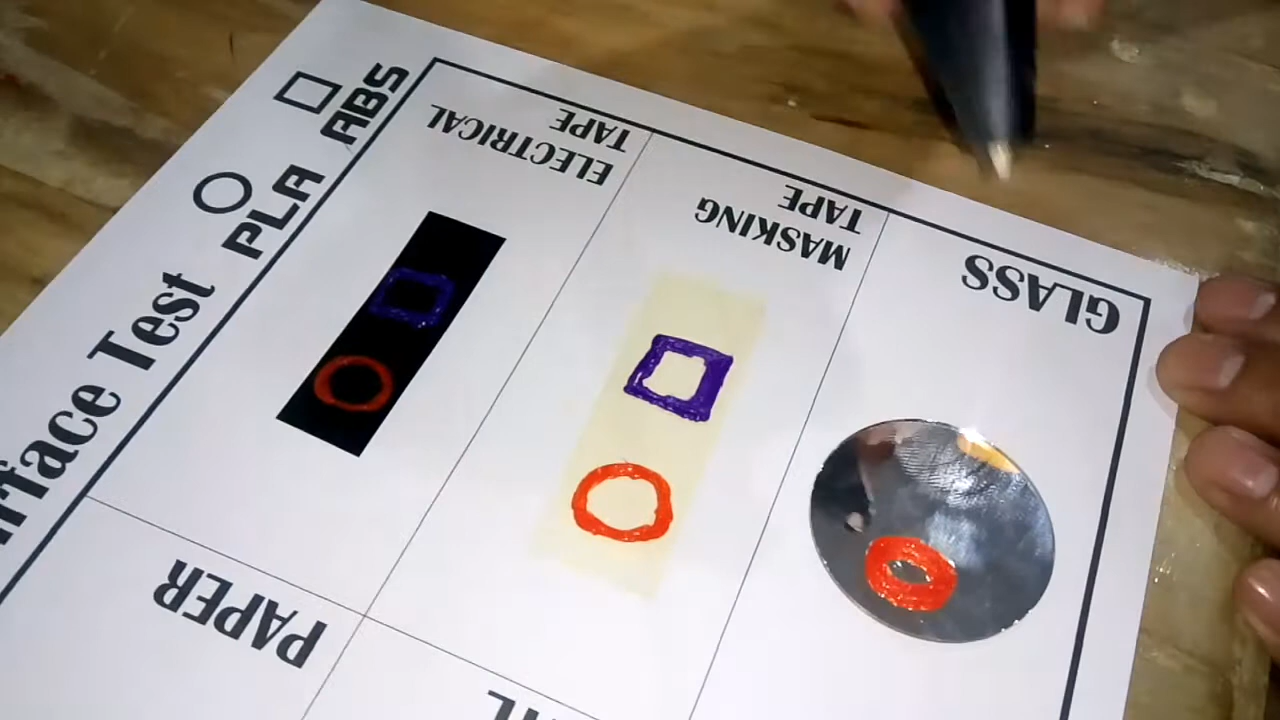 rface Test
PLA
ABS
GLASS
MASKING
TAPE
ELECTRICAL
TAPE
PAPER